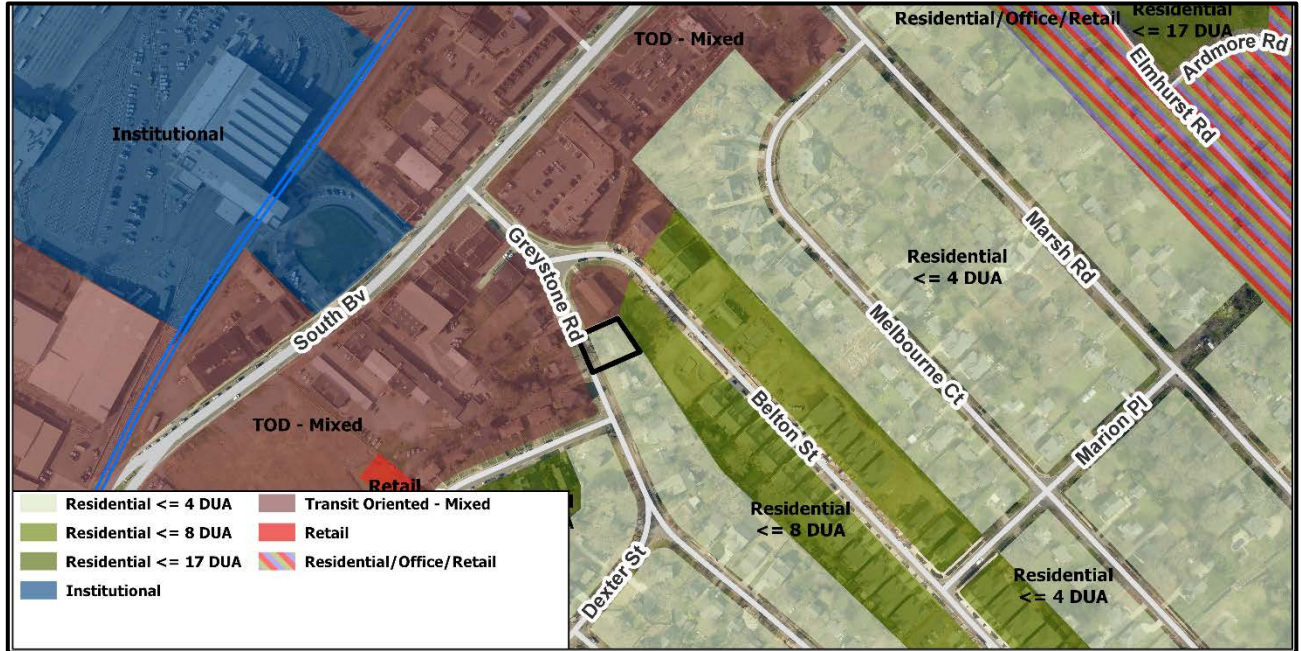 Residential/Office/Retail
Residential
<= 17 DUA
TOD - Mixed
Ardmore Rd
Elmhurst Rd
Institutional
Greystone Rd
Marsh Rd
Residential
<= 4 DUA
South Bv
Melbourne Ct
Belton St
Marion Pl
TOD - Mixed
Retail
Residential
<= 8 DUA
Dexter St
Residential
<= 4 DUA
Residential <= 4 DUA
Transit Oriented - Mixed
Residential <= 8 DUA
Retail
Residential <= 17 DUA
Residential/Office/Retail
Institutional